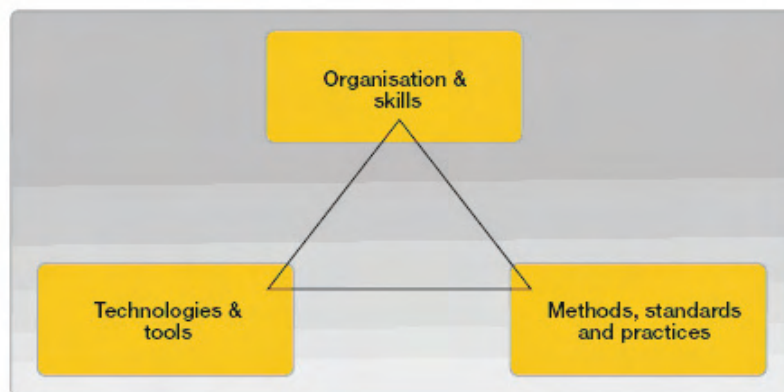 Organisation &
skills
Technologies &
tools
Methods, standards
and practices